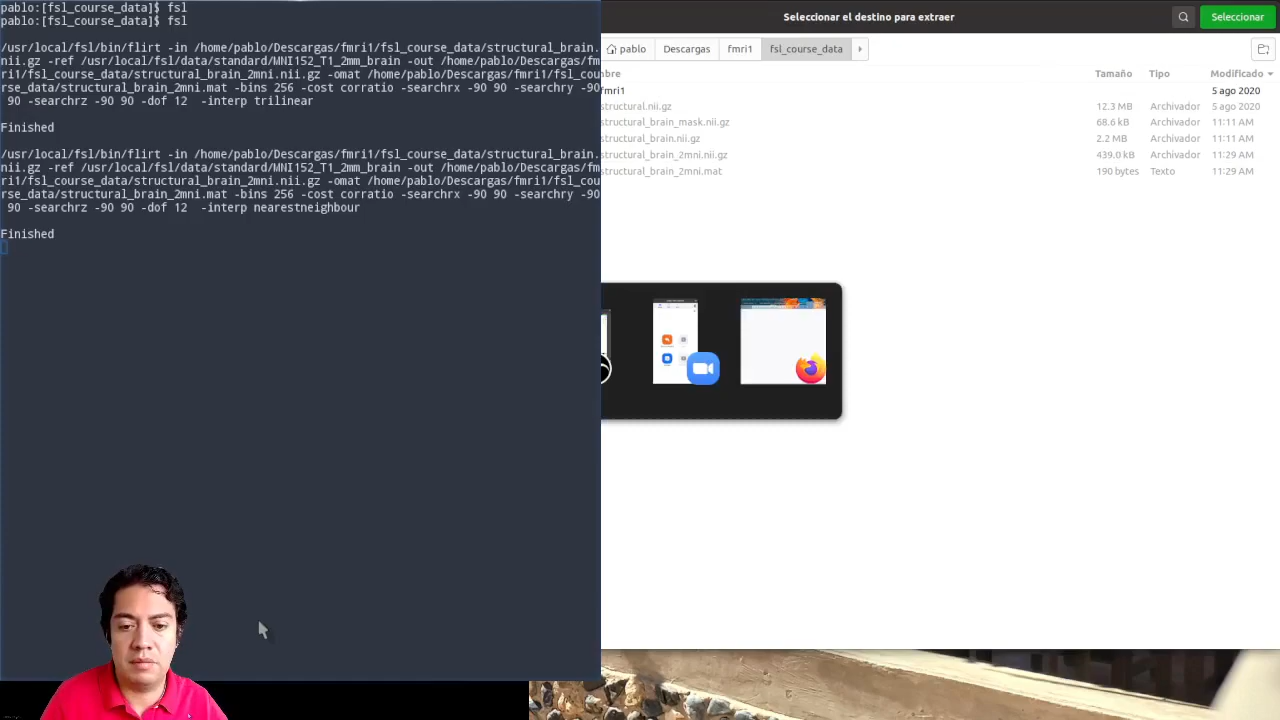 pablo:[fsl_course_data]$ fsl
pablo:[fsl_course_data]$ fsl
/usr/local/fsl/bin/flirt -in /home/pablo/Descargas/fmri1/fsl_course_data/structural_brain.
nii.gz -ref /usr/local/fsl/data/standard/MNI152_T1_2mm_brain -out /home/pablo/Descargas/fm
ri1/fsl_course_data/structural_brain_2mni.nii.gz -omat /home/pablo/Descargas/fmri1/fsl_cou
rse_data/structural_brain_2mni.mat -bins 256 -cost corratio -searchrx -90 90 -searchry -90
90 -searchrz -90 90 -dof 12  -interp trilinear
Finished
/usr/local/fsl/bin/flirt -in /home/pablo/Descargas/fmri1/fsl_course_data/structural_brain.
nii.gz -ref /usr/local/fsl/data/standard/MNI152_T1_2mm_brain -out /home/pablo/Descargas/fm
ri1/fsl_course_data/structural_brain_2mni.nii.gz -omat /home/pablo/Descargas/fmri1/fsl_cou
rse_data/structural_brain_2mni.mat -bins 256 -cost corratio -searchrx -90 90 -searchry -90
90 -searchrz -90 90 -dof 12  -interp nearestneighbour
Finished
Seleccionar el destino para extraer
Seleccionar
pablo Descargas fmri1 fsl_course_data
bre Tamaño Tipo Modificado
fmri1 5 ago 2020
structural.nii.gz 12.3 MB Archivador 5 ago 2020
structural_brain_mask.nii.gz 68.6 kB Archivador 11:11 AM
structural_brain.nii.gz 2.2 MB Archivador 11:11 AM
structural_brain_2mni.nii.gz 439.0 kB Archivador 11:29 AM
structural_brain_2mni.mat 190 bytes Texto 11:29 AM